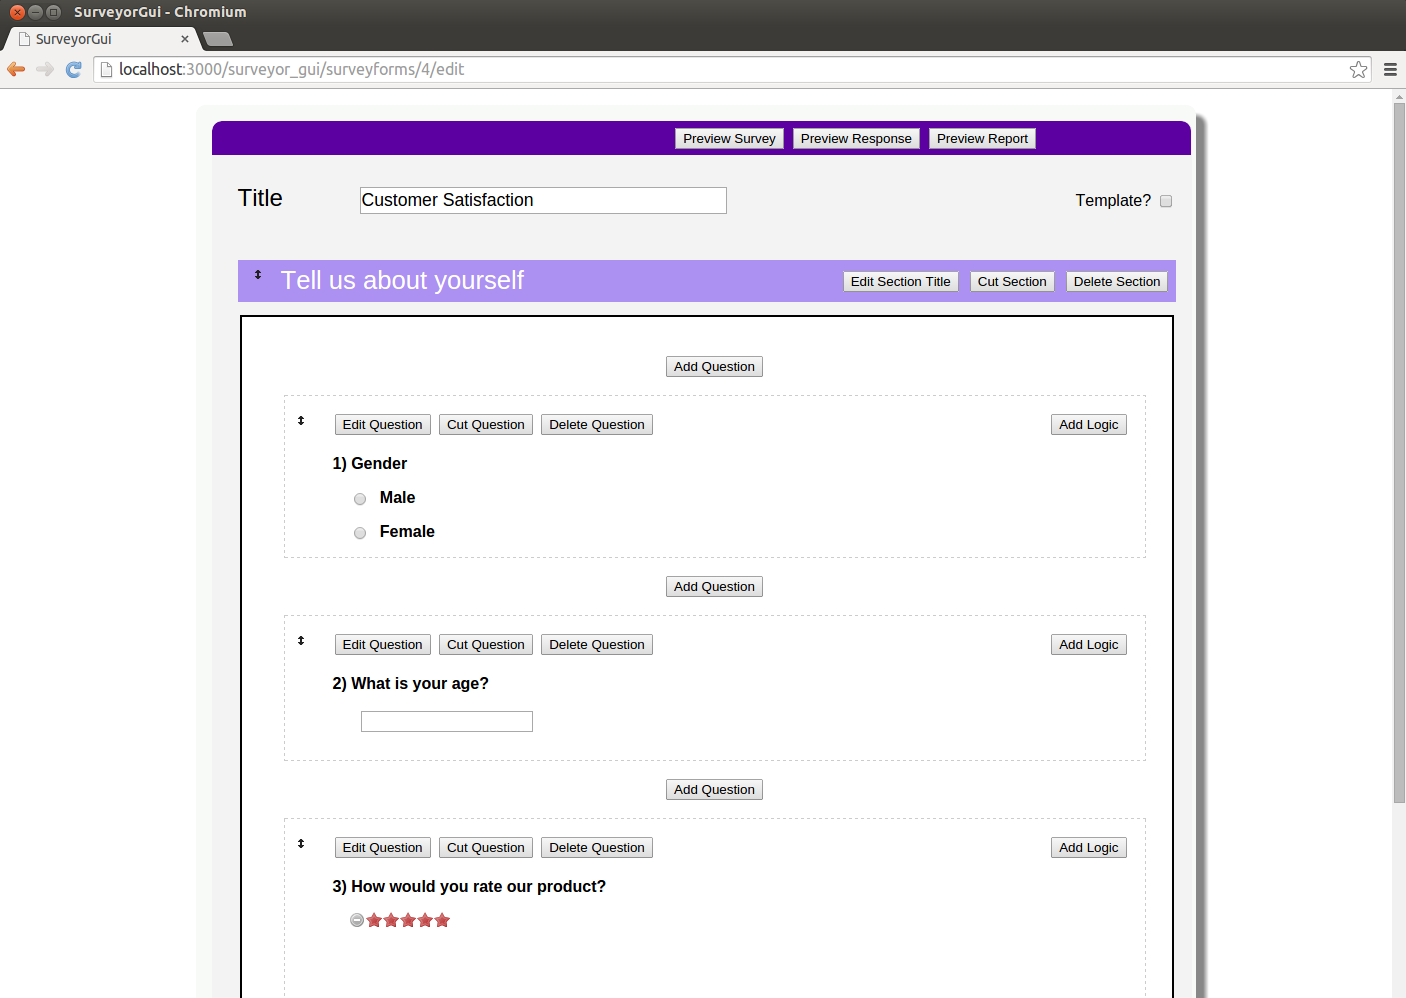 SurveyorGui - Chromium
SurveyorGui
localhost:3000/surveyor_gui/surveyforms/4/edit
Preview Survey Preview Response Preview Report
Title Customer Satisfaction Template?
Tell us about yourself Edit Section Title Cut Section Delete Section
Add Question
Edit Question Cut Question Delete Question Add Logic
1) Gender
Male
Female
Add Question
Edit Question Cut Question Delete Question Add Logic
2) What is your age?
Add Question
Edit Question Cut Question Delete Question Add Logic
3) How would you rate our product?